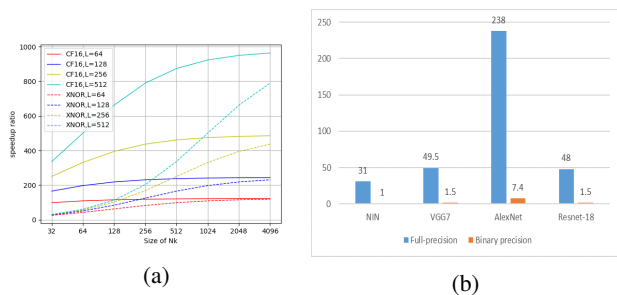 1000
800
600
400
200
0
speedup ratio
CF16,L=64
CF16,L=128
CF16,L=256
CF16,L=512
XNOR,L=64
XNOR,L=128
XNOR,L=256
XNOR,L=512
32 64 128 256 512 1024 2048 4096
Size of Nk
(a)
250
200
150
100
50
0
31 1
49.5 1.5
238 7.4
48 1.5
NIN VGG7 AlexNet Resnet-18
Full-precision Binary precision
(b)